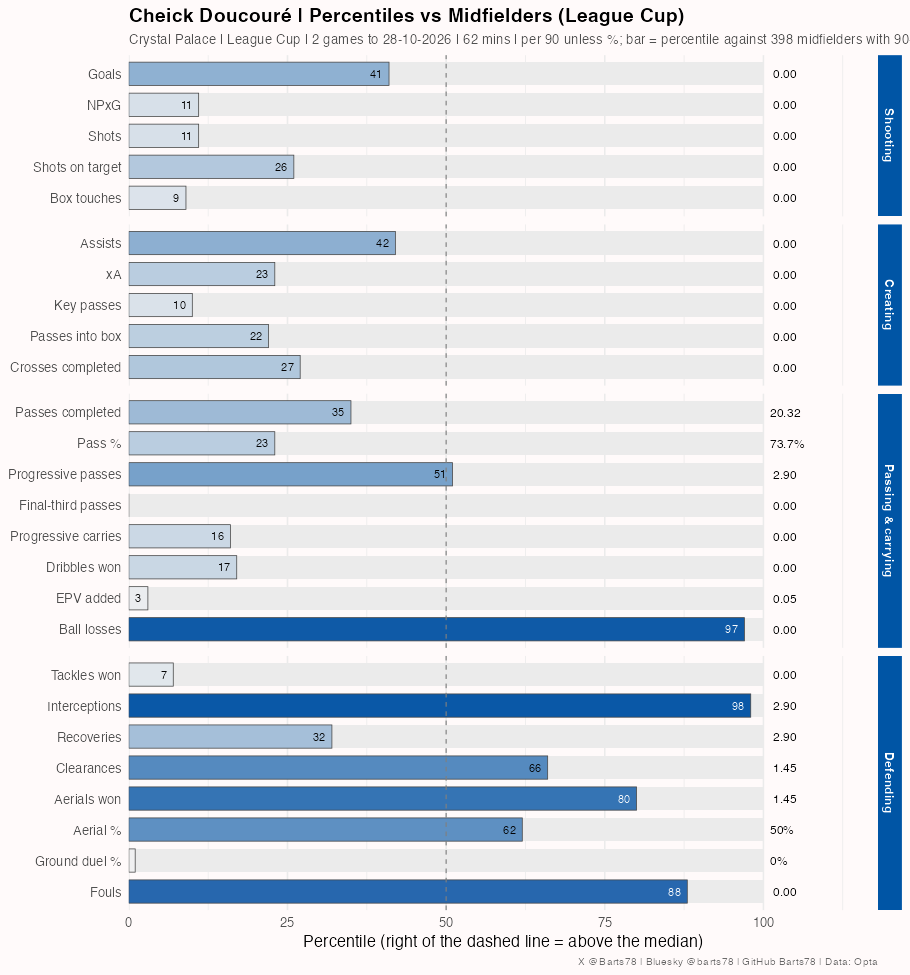 Cheick Doucouré | Percentiles vs Midfielders (League Cup)
Crystal Palace | League Cup | 2 games to 28-10-2026 | 62 mins | per 90 unless %; bar = percentile against 398 midfielders with 90
Goals 41 0.00
NPxG 11 0.00
Shots 11 0.00
Shots on target 26 0.00
Box touches 9 0.00
Shooting
Assists 42 0.00
xA 23 0.00
Key passes 10 0.00
Passes into box 22 0.00
Crosses completed 27 0.00
Creating
Passes completed 35 20.32
Pass % 23 73.7%
Progressive passes 51 2.90
Final-third passes 0.00
Progressive carries 16 0.00
Dribbles won 17 0.00
EPV added 3 0.05
Ball losses 97 0.00
Passing & carrying
Tackles won 7 0.00
Interceptions 98 2.90
Recoveries 32 2.90
Clearances 66 1.45
Aerials won 80 1.45
Aerial % 62 50%
Ground duel % 0%
Fouls 88 0.00
Defending
0 25 50 75 100
Percentile (right of the dashed line = above the median)
X @Barts78 | Bluesky @barts78 | GitHub Barts78 | Data: Opta